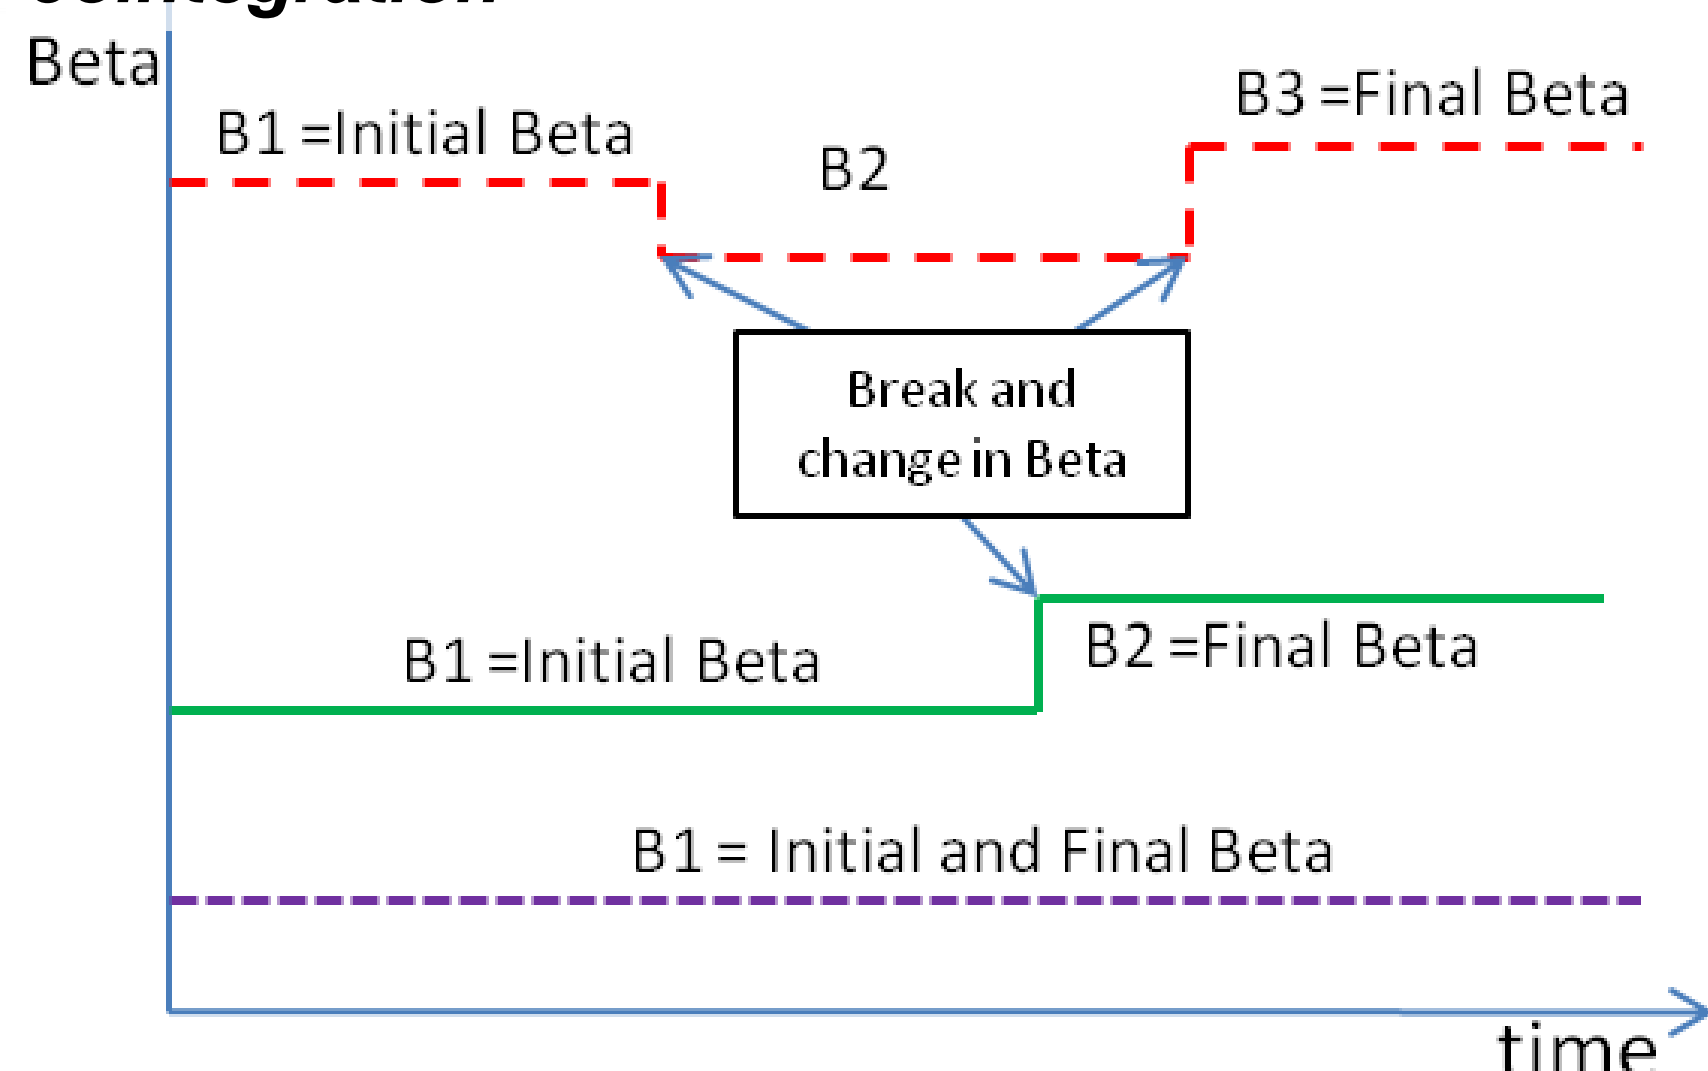 cointegration
Beta
B3 =Final Beta
B1 =Initial Beta
B2
Break and
change in Beta
B1 =Initial Beta
B2 =Final Beta
B1 = Initial and Final Beta
time